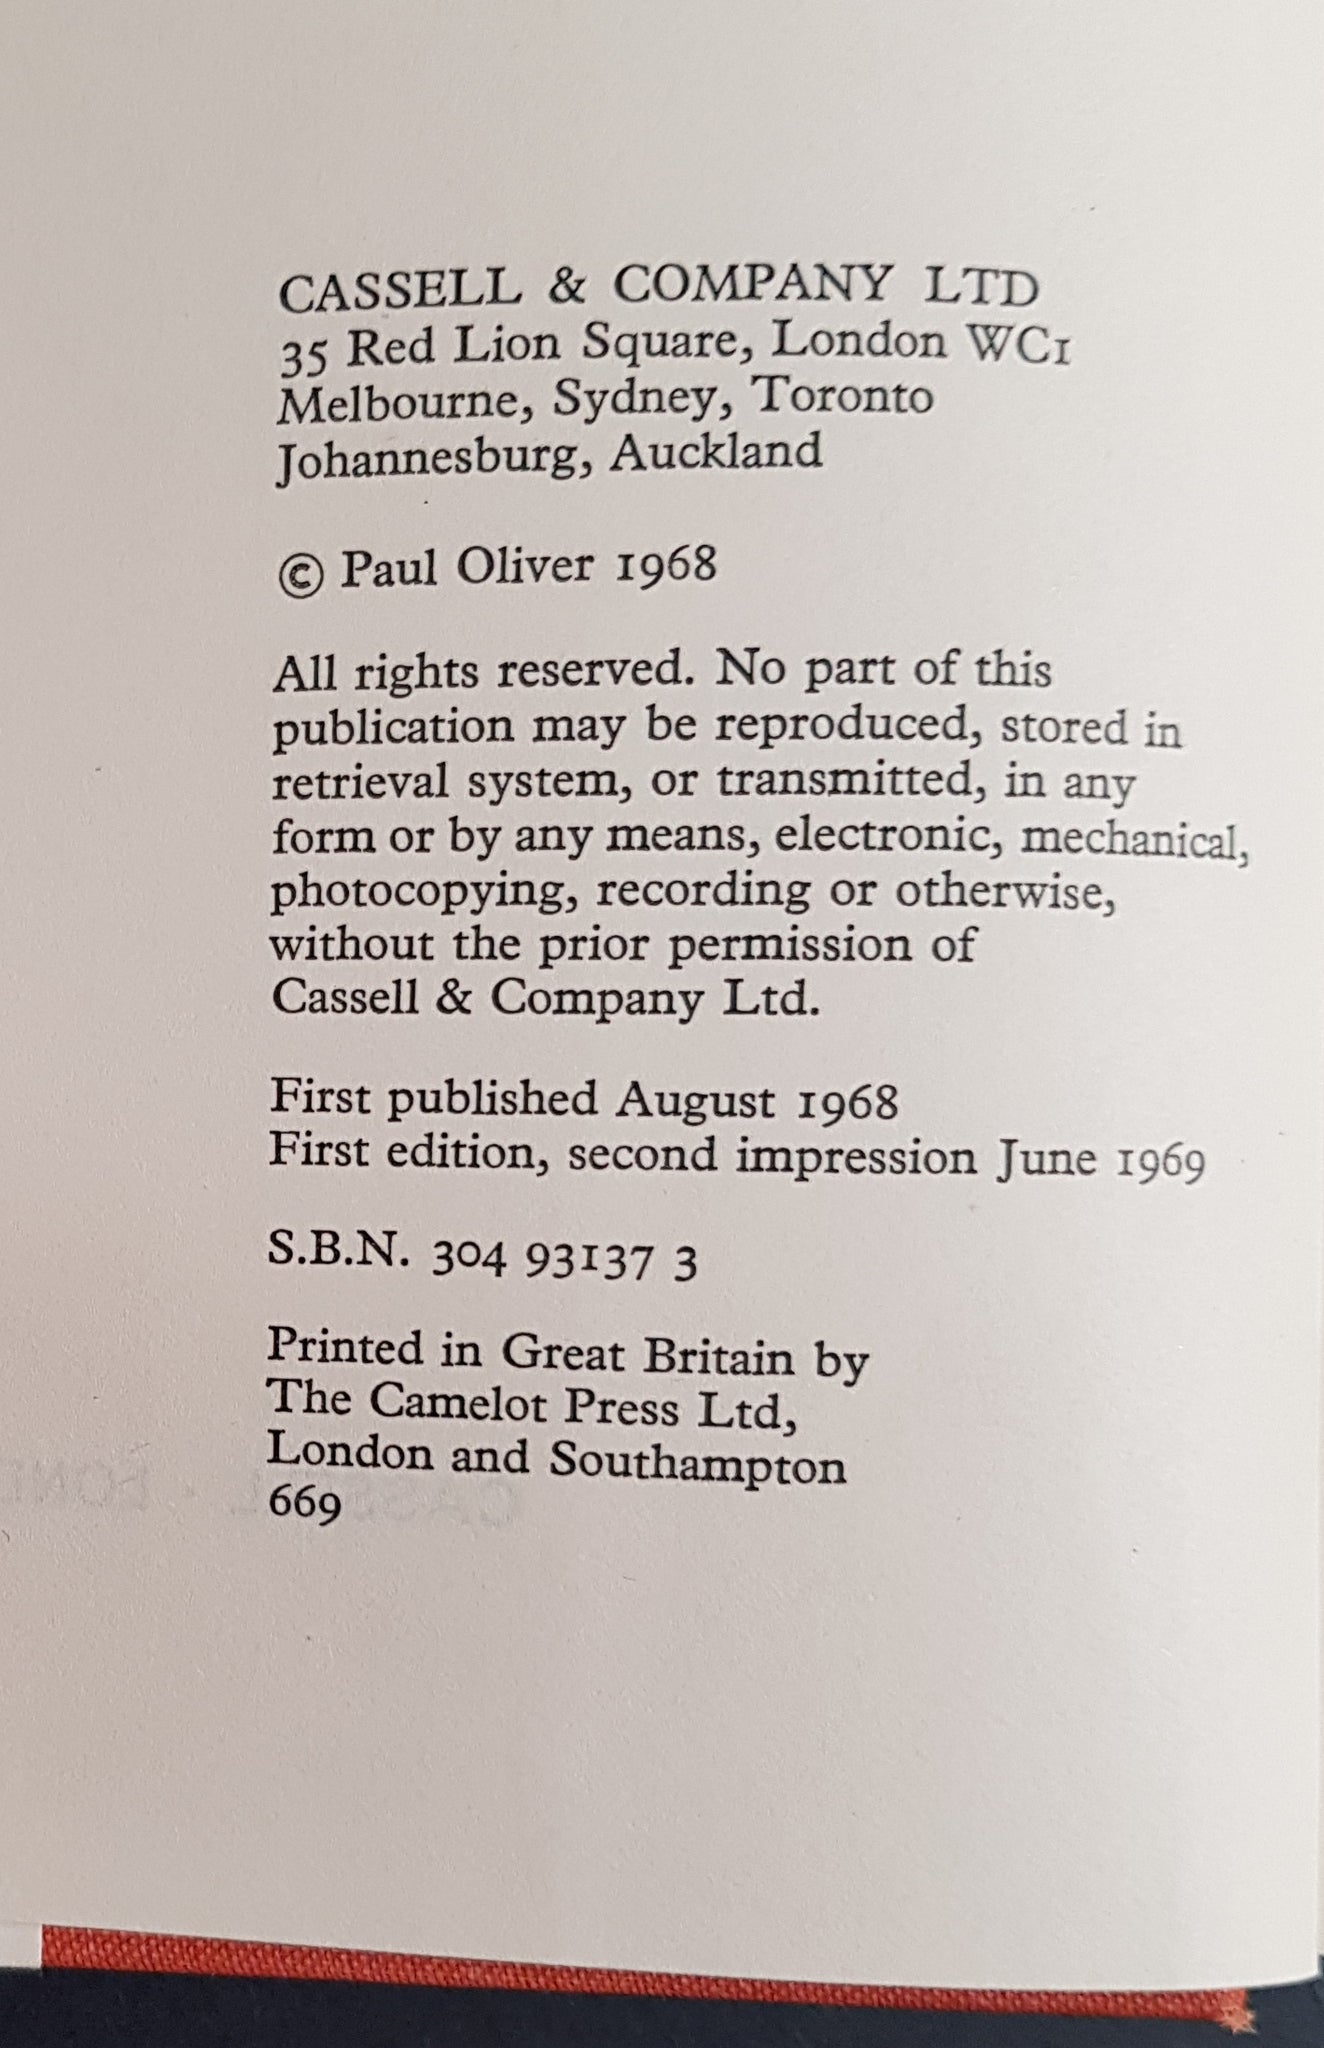 CASSELL & COMPANY LTD
35 Red Lion Square, London WC1
Melbourne, Sydney, Toronto
Johannesburg, Auckland
© Paul Oliver 1968
All rights reserved. No part of this
publication may be reproduced, stored in
retrieval system, or transmitted, in any
form or by any means, electronic, mechanical,
photocopying, recording or otherwise,
without the prior permission of
Cassell & Company Ltd.
First published August 1968
First edition, second impression June 1969
S.B.N. 304 93137 3
Printed in Great Britain by
The Camelot Press Ltd,
London and Southampton
669